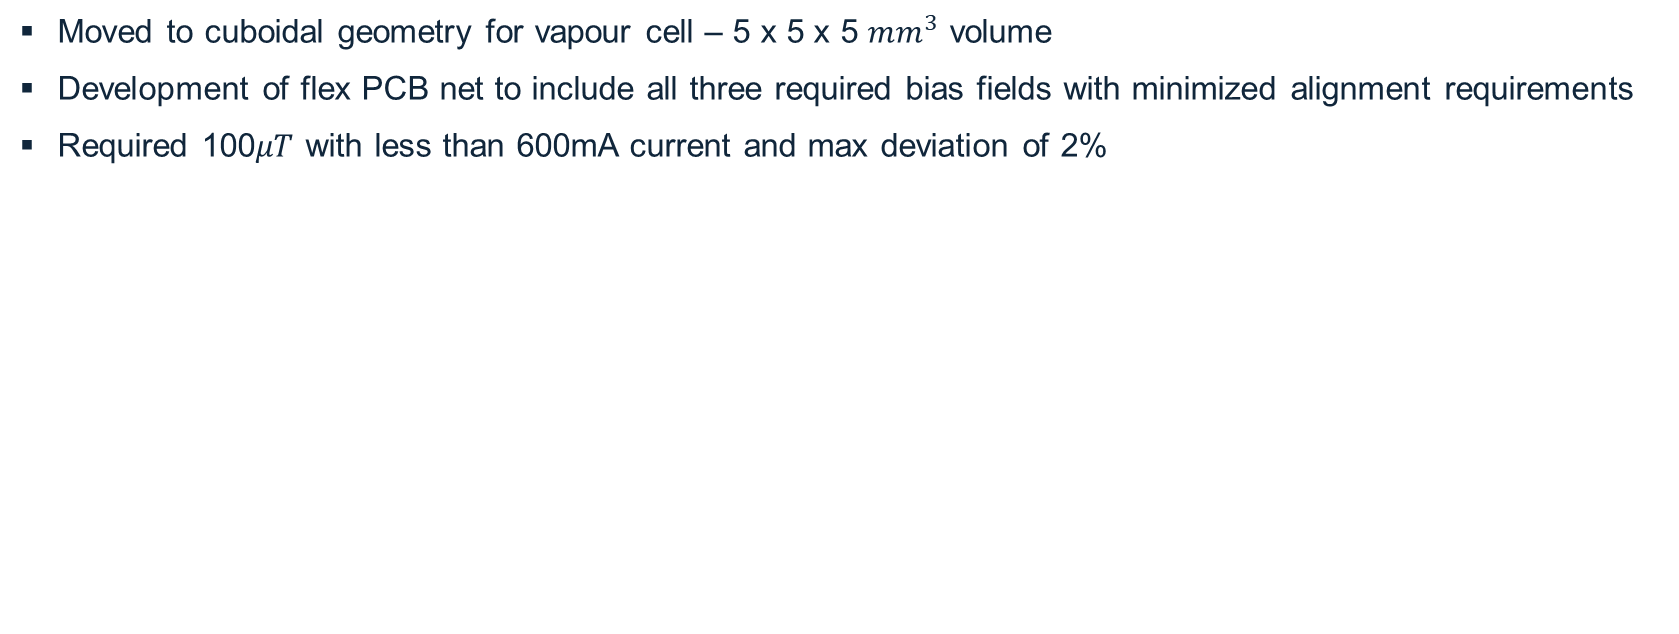 ▪ Moved to cuboidal geometry for vapour cell – 5 x 5 x 5 mm³ volume
▪ Development of flex PCB net to include all three required bias fields with minimized alignment requirements
▪ Required 100μT with less than 600mA current and max deviation of 2%